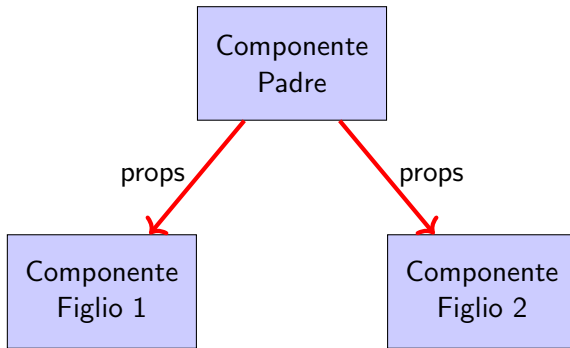 Componente
Padre
props
props
Componente
Figlio 1
Componente
Figlio 2